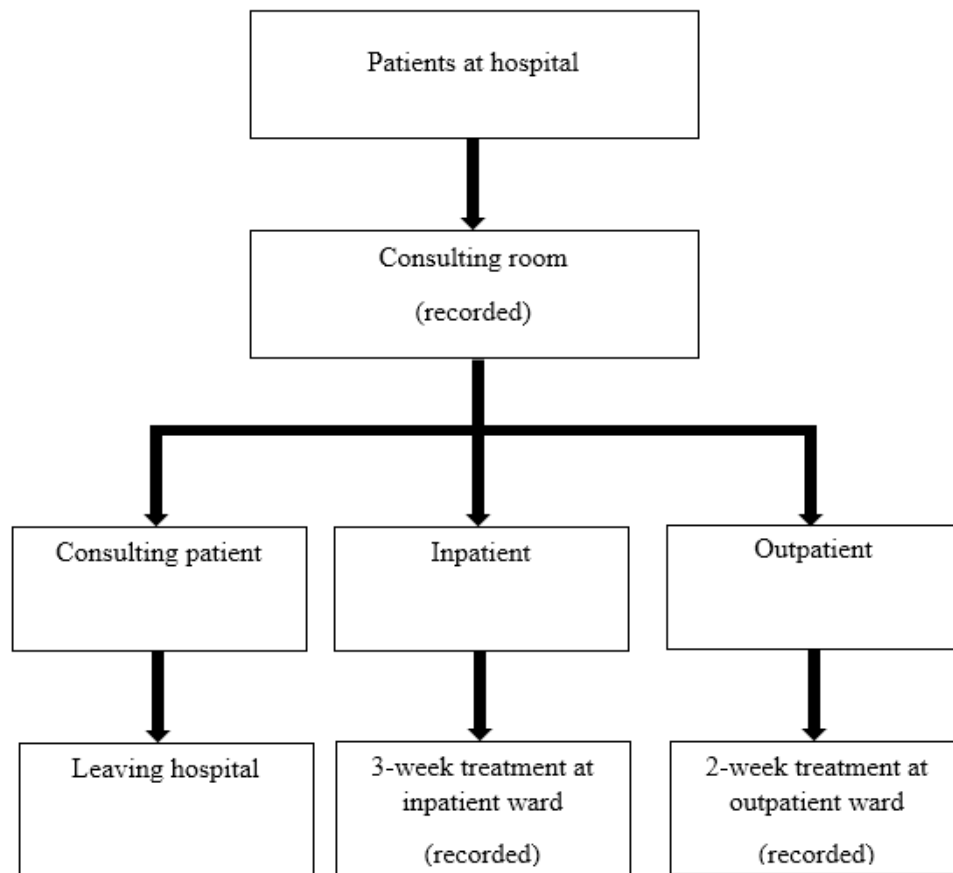 Patients at hospital
Consulting room
(recorded)
Consulting patient
Inpatient
Outpatient
Leaving hospital
3-week treatment at
inpatient ward
(recorded)
2-week treatment at
outpatient ward
(recorded)